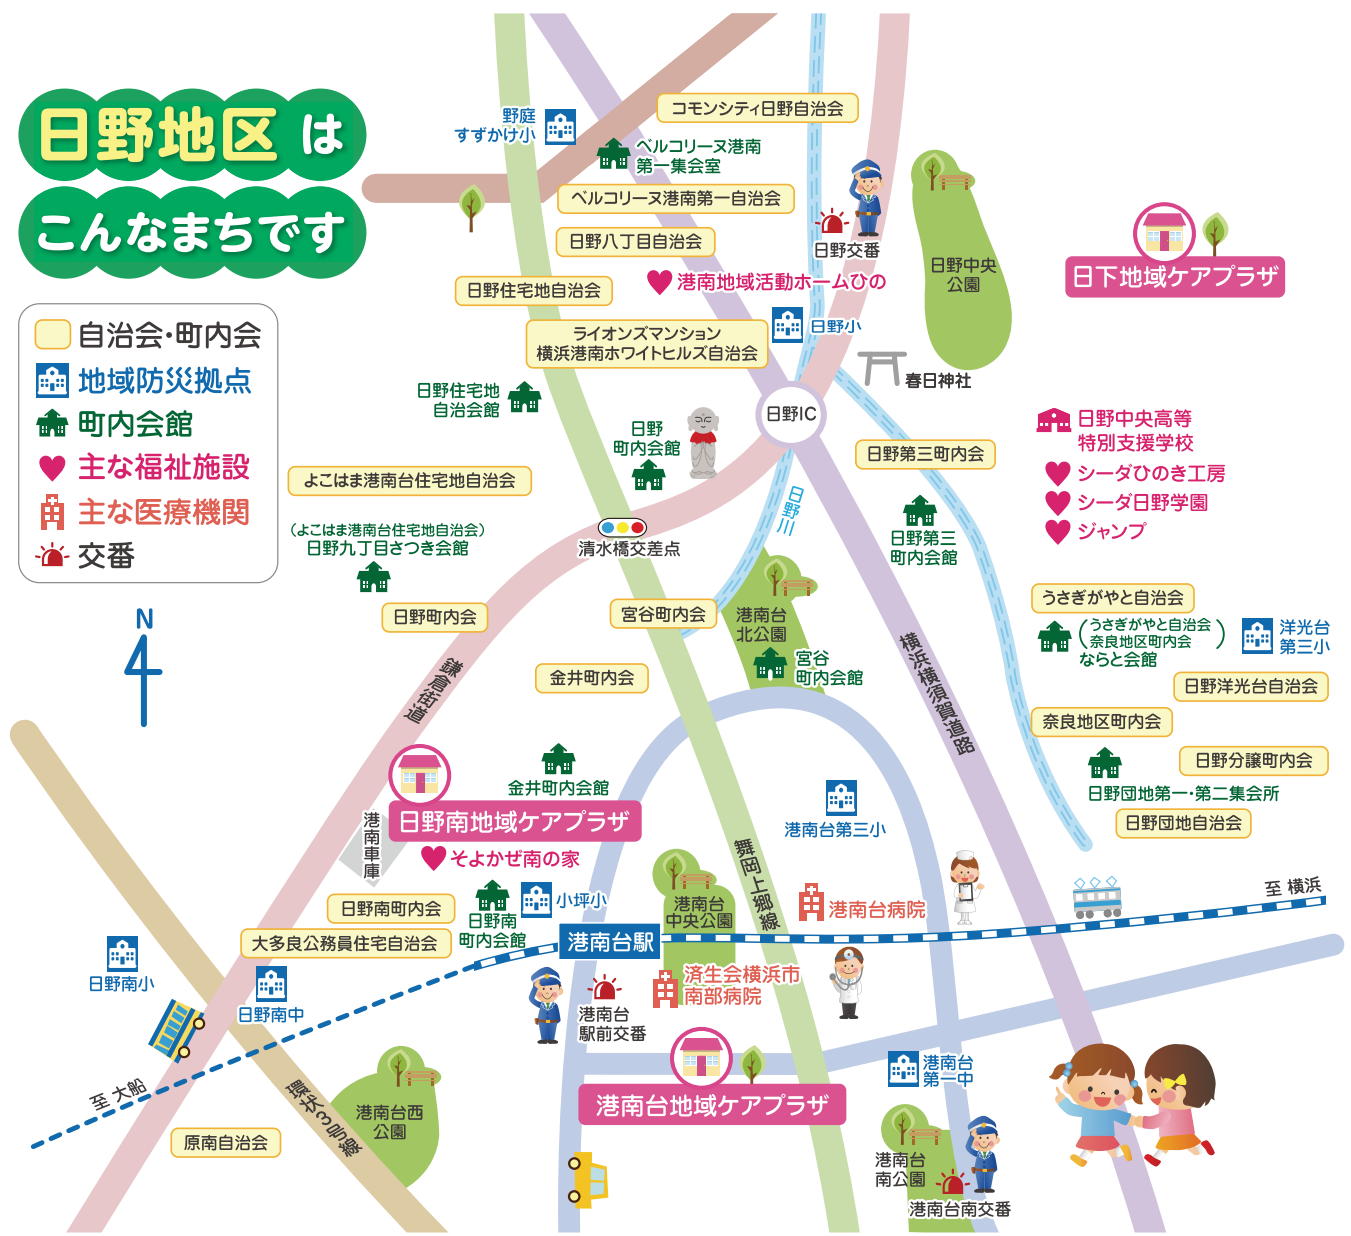 日野地区は
こんなまちです
自治会・町内会
地域防災拠点
町内会館
主な福祉施設
主な医療機関
交番
N
野庭
すずかけ小
コモンシティ日野自治会
ベルコリーヌ港南
第一集会室
ベルコリーヌ港南第一自治会
日野八丁目自治会
日野交番
日野中央
公園
日下地域ケアプラザ
港南地域活動ホームひの
日野住宅地自治会
ライオンズマンション
横浜港南ホワイトヒルズ自治会
日野小
春日神社
日野住宅地
自治会館
日野
町内会館
日野IC
日野中央高等
特別支援学校
シーダひのき工房
シーダ日野学園
ジャンプ
日野第三町内会
よこはま港南台住宅地自治会
日野川
(よこはま港南台住宅地自治会)
日野九丁目さつき会館
清水橋交差点
日野第三
町内会館
日野町内会
宮谷町内会
港南台
北公園
宮谷
町内会館
うさぎがやと自治会
(うさぎがやと自治会
奈良地区町内会)
ならと会館
洋光台
第三小
金井町内会
鎌倉街道
横浜横須賀道路
日野洋光台自治会
奈良地区町内会
日野分譲町内会
金井町内会館
日野団地第一・第二集会所
日野団地自治会
港南車庫
日野南地域ケアプラザ
そよかぜ南の家
港南台第三小
舞岡上郷線
日野南町内会
日野南
町内会館
小坪小
港南台
中央公園
港南台病院
至 横浜
大多良公務員住宅自治会
港南台駅
日野南小
日野南中
済生会横浜市
南部病院
港南台
駅前交番
港南台
第一中
至 大船
環状3号線
港南台西
公園
港南台地域ケアプラザ
原南自治会
港南台
南公園
港南台南交番